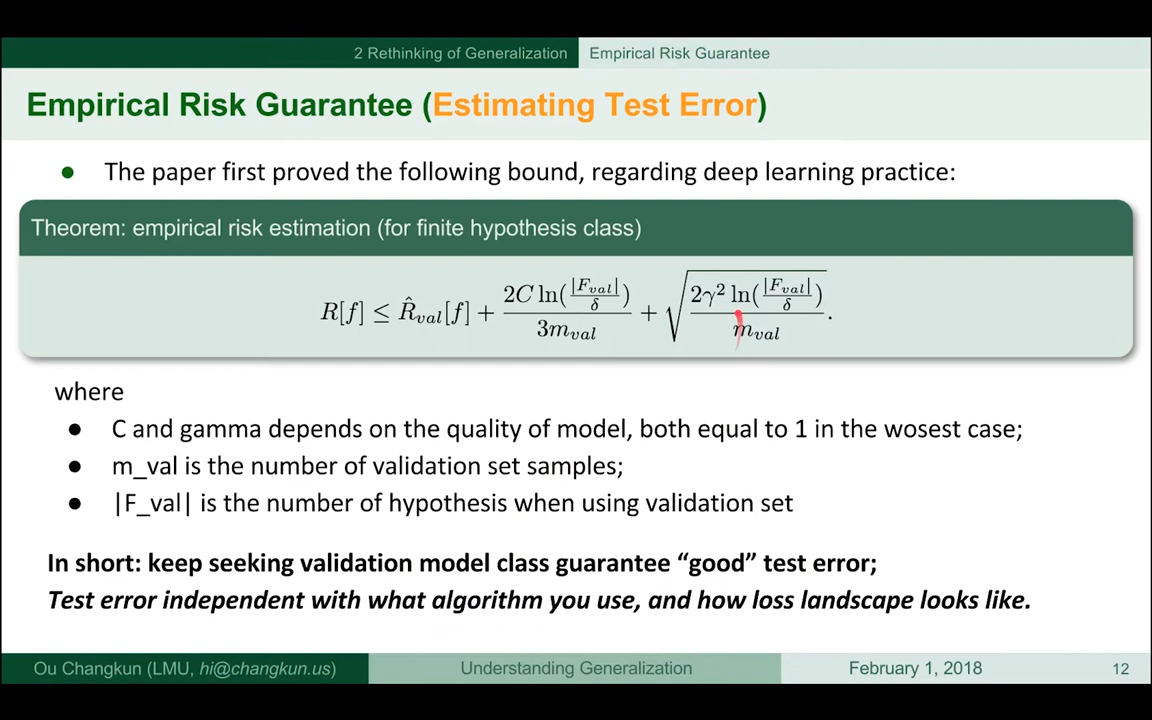 2 Rethinking of Generalization Empirical Risk Guarantee
Empirical Risk Guarantee (Estimating Test Error)
● The paper first proved the following bound, regarding deep learning practice:
Theorem: empirical risk estimation (for finite hypothesis class)
R[f] ≤ R̂_val[f] + 2C ln(|F_val|/δ) / 3m_val + √(2γ² ln(|F_val|/δ) / m_val).
where
● C and gamma depends on the quality of model, both equal to 1 in the wosest case;
● m_val is the number of validation set samples;
● |F_val| is the number of hypothesis when using validation set
In short: keep seeking validation model class guarantee “good” test error;
Test error independent with what algorithm you use, and how loss landscape looks like.
Ou Changkun (LMU, hi@changkun.us) Understanding Generalization February 1, 2018 12